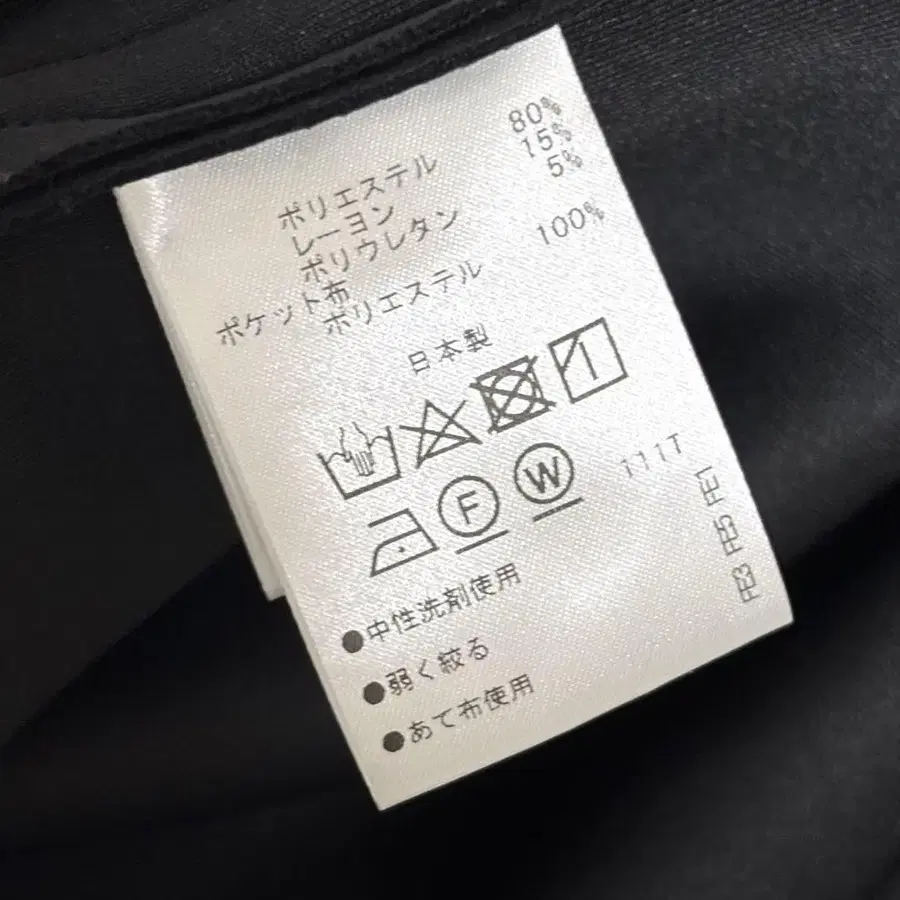 ポリエステル 80%
レーヨン 15%
ポリウレタン 5%
ポケット布
ポリエステル 100%
日本製
F W 111T
●中性洗剤使用
●弱く絞る
●あて布使用
FE3 FE5 FE1